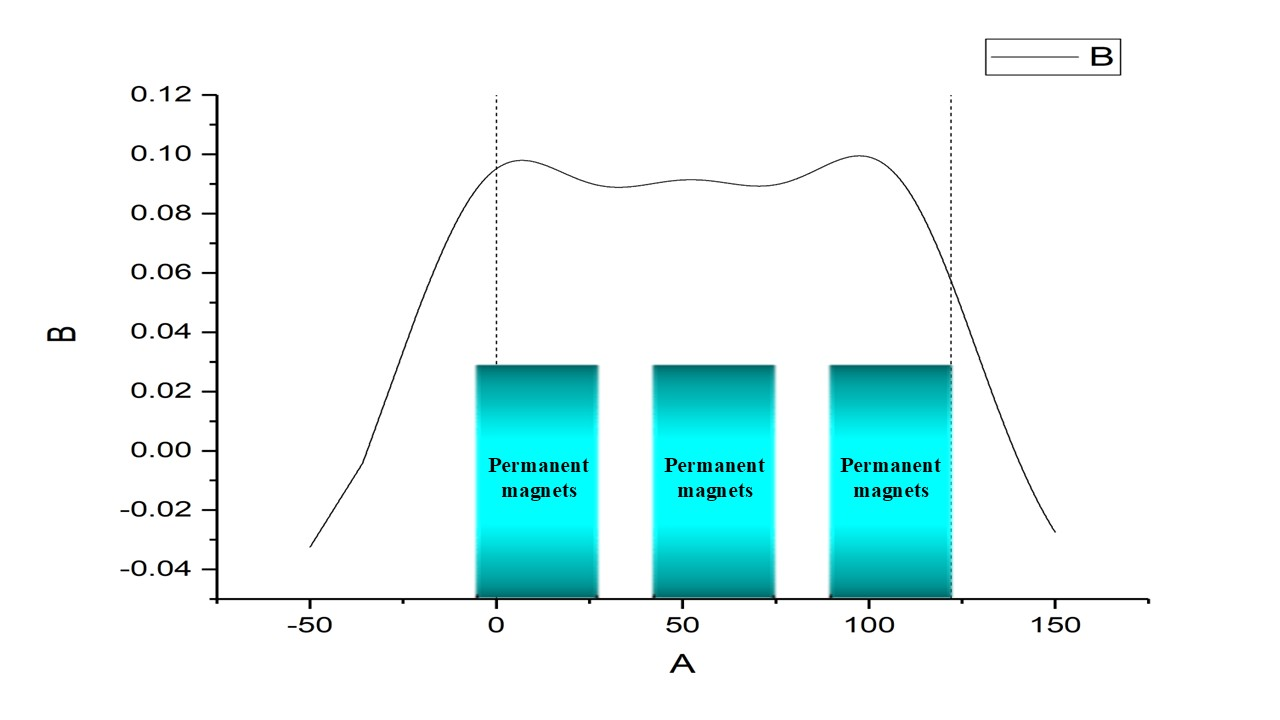 B
0.12
0.10
0.08
0.06
0.04
0.02
0.00
-0.02
-0.04
B
Permanent
magnets
Permanent
magnets
Permanent
magnets
-50
0
50
100
150
A